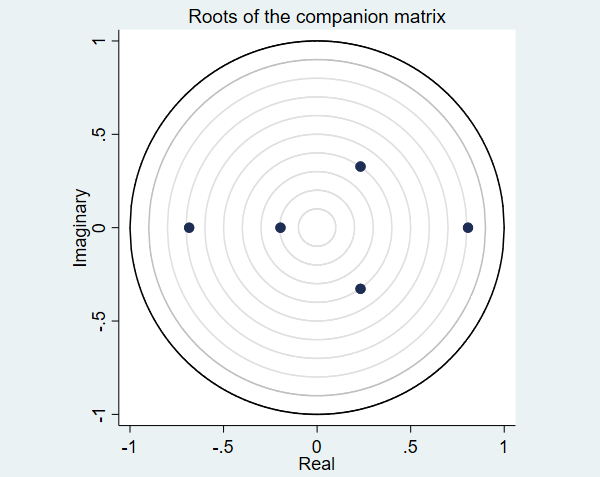 Roots of the companion matrix
Imaginary
1
.5
0
-.5
-1
-1 -.5 0 .5 1
Real